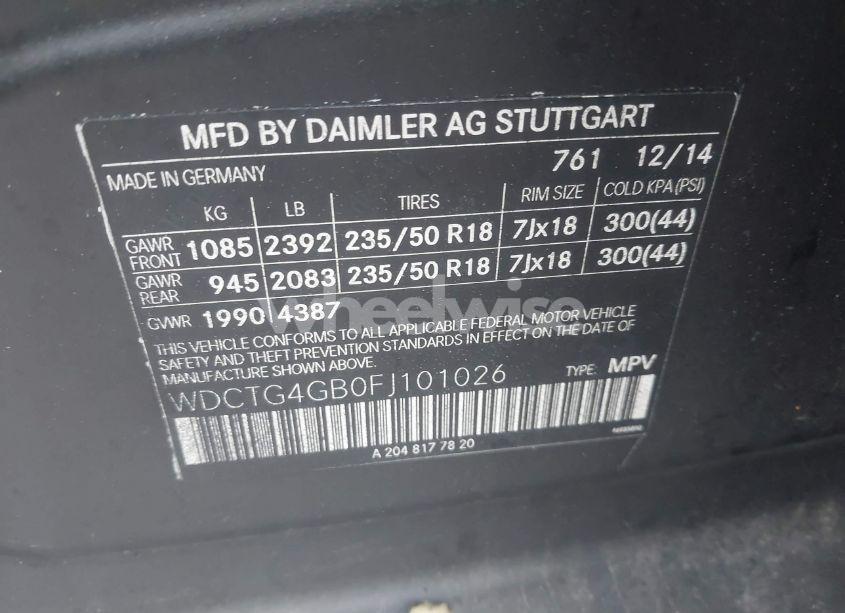 MFD BY DAIMLER AG STUTTGART
761 12/14
MADE IN GERMANY
KG LB TIRES RIM SIZE COLD KPA (PSI)
GAWR FRONT 1085 2392 235/50 R18 7Jx18 300(44)
GAWR REAR 945 2083 235/50 R18 7Jx18 300(44)
GVWR 1990 4387
wheelwise
THIS VEHICLE CONFORMS TO ALL APPLICABLE FEDERAL MOTOR VEHICLE
SAFETY AND THEFT PREVENTION STANDARDS IN EFFECT ON THE DATE OF
MANUFACTURE SHOWN ABOVE.
WDCTG4GB0FJ101026 TYPE: MPV
A 204 817 78 20